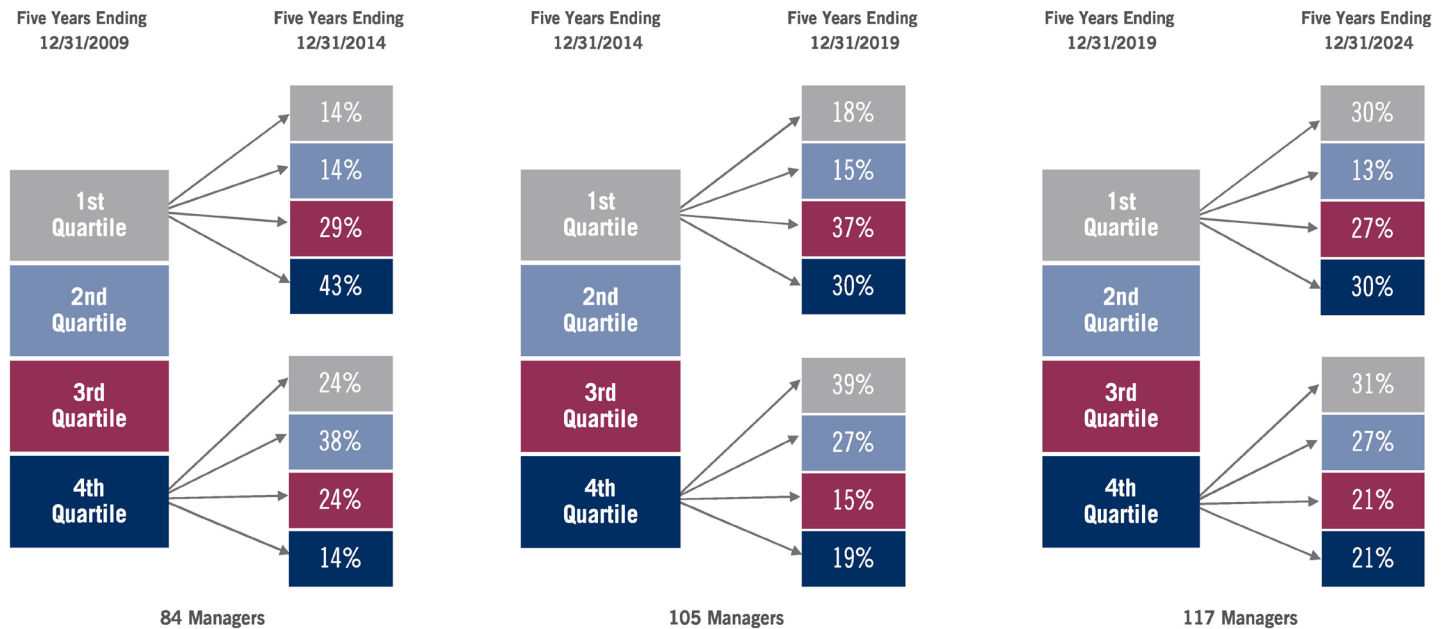 Five Years Ending
12/31/2009
Five Years Ending
12/31/2014
1st
Quartile
2nd
Quartile
3rd
Quartile
4th
Quartile
14%
14%
29%
43%
24%
38%
24%
14%
84 Managers
Five Years Ending
12/31/2014
Five Years Ending
12/31/2019
1st
Quartile
2nd
Quartile
3rd
Quartile
4th
Quartile
18%
15%
37%
30%
39%
27%
15%
19%
105 Managers
Five Years Ending
12/31/2019
Five Years Ending
12/31/2024
1st
Quartile
2nd
Quartile
3rd
Quartile
4th
Quartile
30%
13%
27%
30%
31%
27%
21%
21%
117 Managers